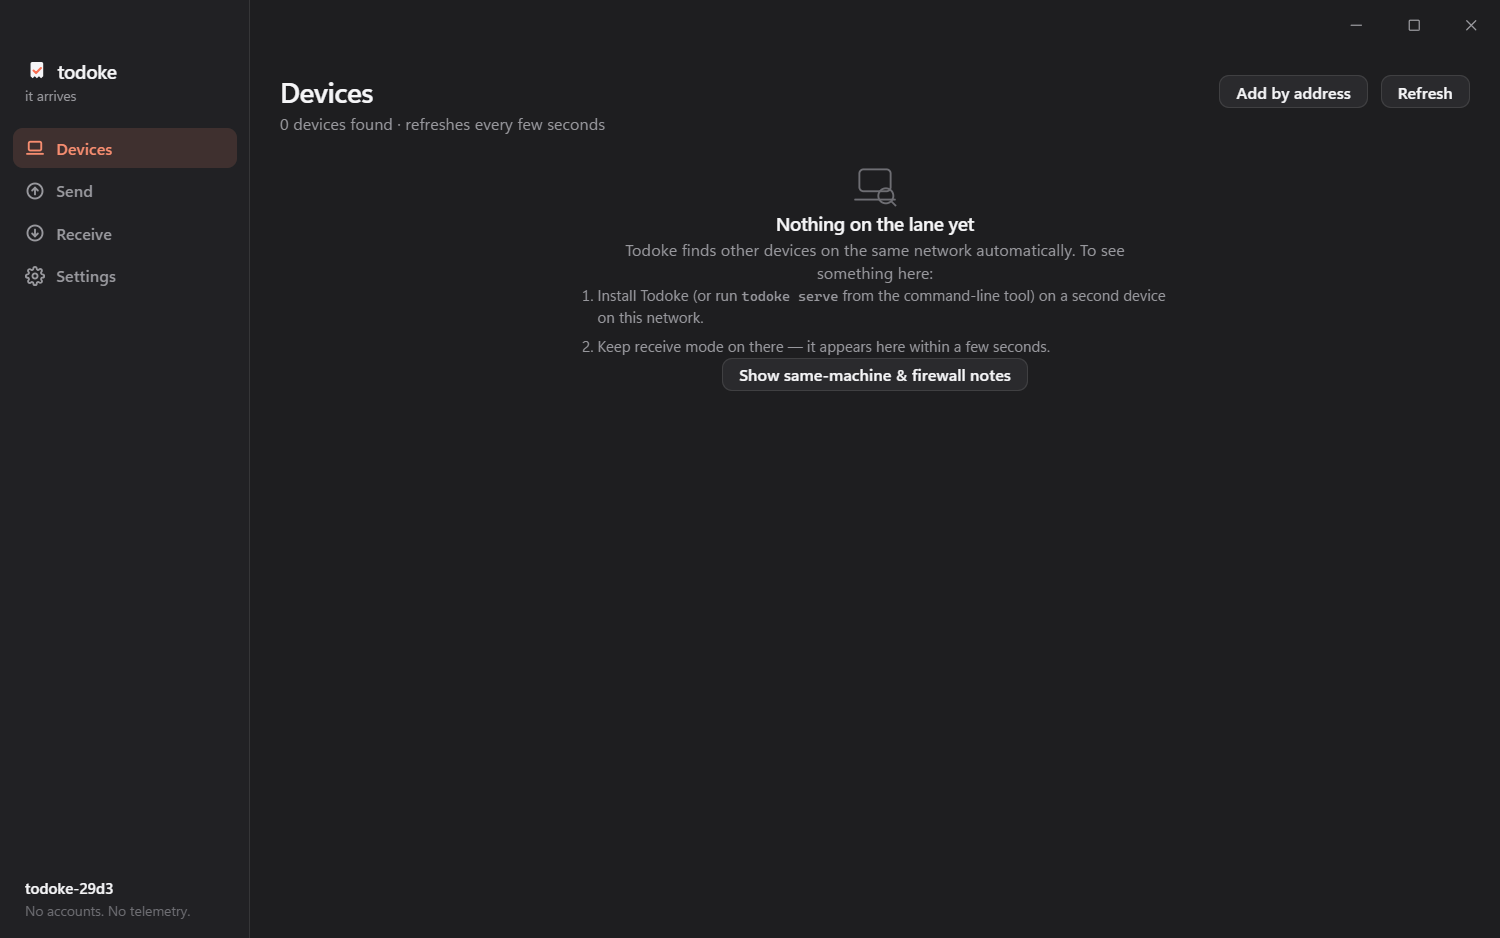 todoke
it arrives
Devices
Send
Receive
Settings
todoke-29d3
No accounts. No telemetry.
Devices
0 devices found · refreshes every few seconds
Add by address
Refresh
Nothing on the lane yet
Todoke finds other devices on the same network automatically. To see
something here:
1. Install Todoke (or run todoke serve from the command-line tool) on a second device
on this network.
2. Keep receive mode on there — it appears here within a few seconds.
Show same-machine & firewall notes